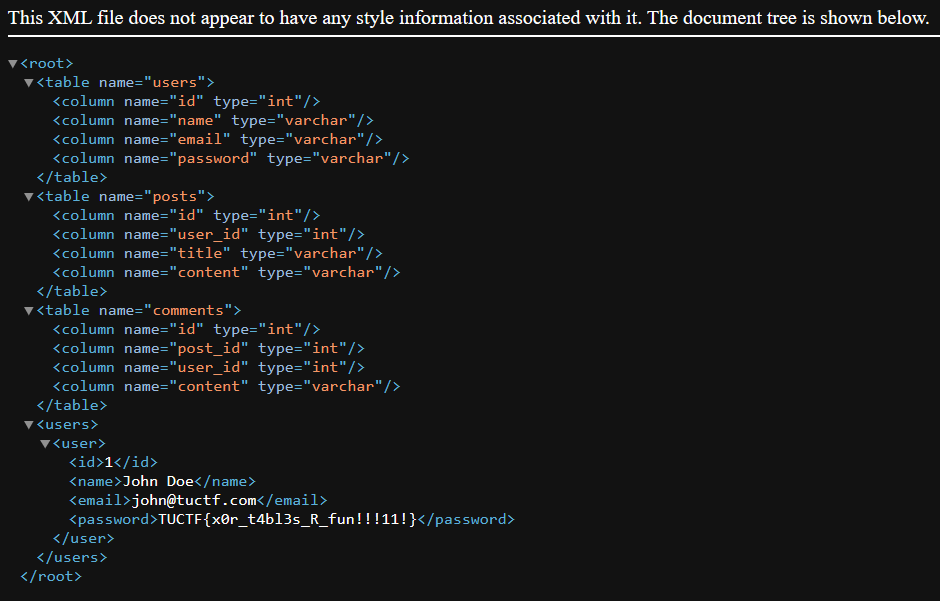 This XML file does not appear to have any style information associated with it. The document tree is shown below.
▼<root>
▼<table name="users">
<column name="id" type="int"/>
<column name="name" type="varchar"/>
<column name="email" type="varchar"/>
<column name="password" type="varchar"/>
</table>
▼<table name="posts">
<column name="id" type="int"/>
<column name="user_id" type="int"/>
<column name="title" type="varchar"/>
<column name="content" type="varchar"/>
</table>
▼<table name="comments">
<column name="id" type="int"/>
<column name="post_id" type="int"/>
<column name="user_id" type="int"/>
<column name="content" type="varchar"/>
</table>
▼<users>
▼<user>
<id>1</id>
<name>John Doe</name>
<email>john@tuctf.com</email>
<password>TUCTF{x0r_t4bl3s_R_fun!!!11!}</password>
</user>
</users>
</root>